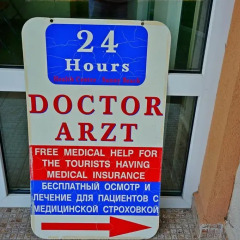 24
Hours
DOCTOR
ARZT
FREE MEDICAL HELP FOR
THE TOURISTS HAVING
MEDICAL INSURANCE
БЕСПЛАТНЫЙ ОСМОТР И
ЛЕЧЕНИЕ ДЛЯ ПАЦИЕНТОВ С
МЕДИЦИНСКОЙ СТРОХОВКОЙ